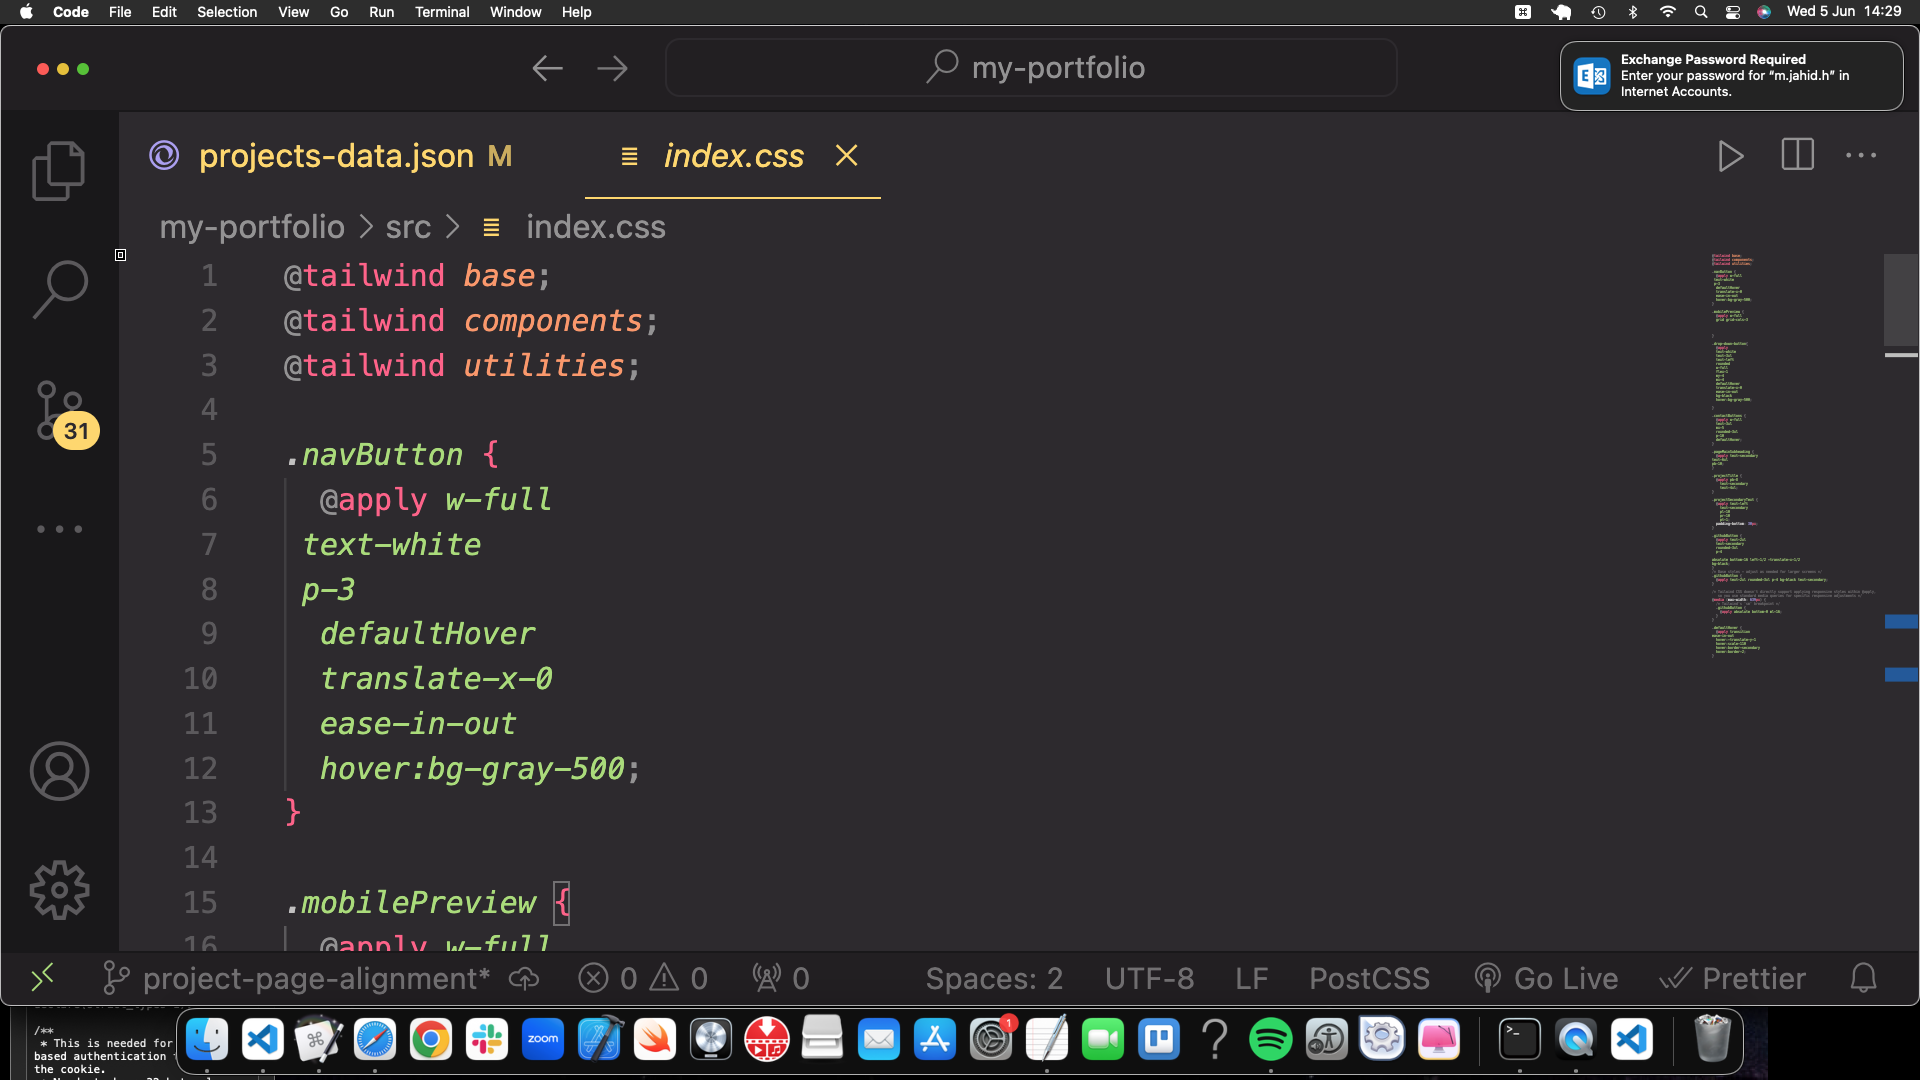 Code File Edit Selection View Go Run Terminal Window Help Wed 5 Jun 14:29
my-portfolio
Exchange Password Required
Enter your password for “m.jahid.h” in
Internet Accounts.
projects-data.json M index.css
my-portfolio > src > index.css
1 @tailwind base;
2 @tailwind components;
3 @tailwind utilities;
4
5 .navButton {
6 @apply w-full
7 text-white
8 p-3
9 defaultHover
10 translate-x-0
11 ease-in-out
12 hover:bg-gray-500;
13 }
14
15 .mobilePreview {
16 @apply w-full
31
project-page-alignment* 0 0 0 Spaces: 2 UTF-8 LF PostCSS Go Live Prettier
/**
* This is needed for
based authentication
the cookie.
zoom
1